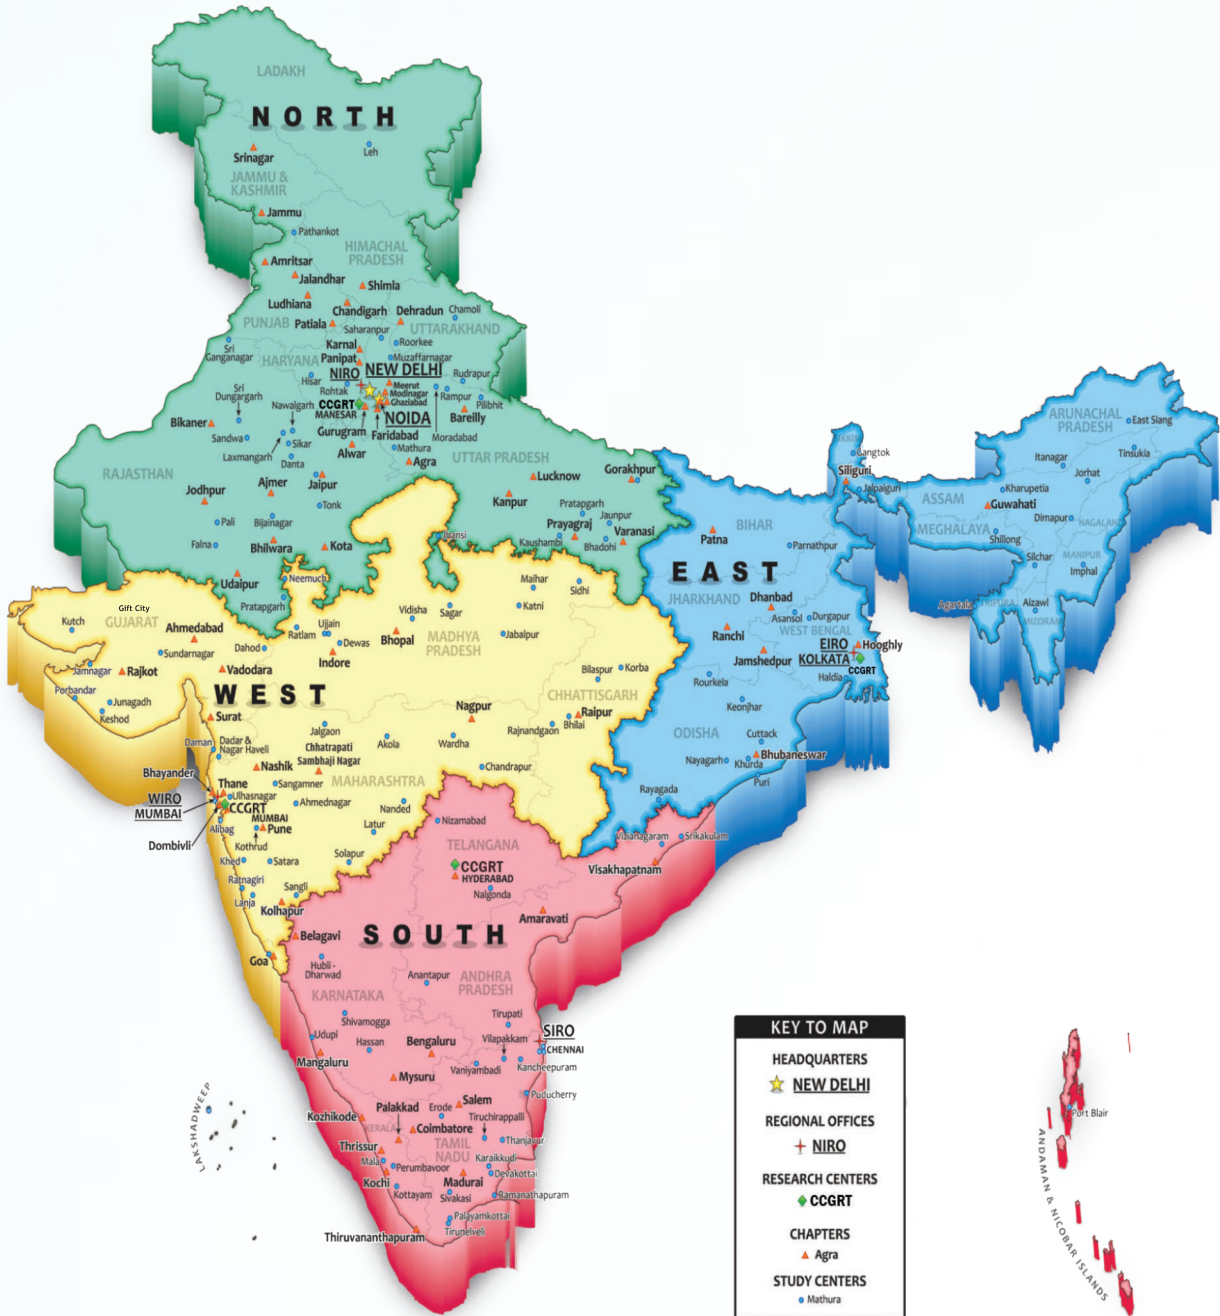 LADAKH
NORTH
Srinagar
Leh
JAMMU &
KASHMIR
Jammu
Pathankot
HIMACHAL
PRADESH
Amritsar
Jalandhar
Shimla
Ludhiana
Chandigarh
Dehradun
Chamoli
PUNJAB
Patiala
Saharanpur
UTTARAKHAND
Roorkee
Sri
Ganganagar
HARYANA
Karnal
Panipat
Muzaffarnagar
NIRO
NEW DELHI
Hisar
Rohtak
Meerut
Modinagar
Ghaziabad
Rudrapur
Rampur
Pilibhit
Sri
Dungargarh
Nawalgarh
CCGRT
MANESAR
NOIDA
Bareilly
Bikaner
Gurugram
Faridabad
Moradabad
Sandwa
Sikar
Laxmangarh
Danta
Alwar
Mathura
Agra
UTTAR PRADESH
RAJASTHAN
Jaipur
Lucknow
Gorakhpur
Jodhpur
Ajmer
Kanpur
Tonk
Pratapgarh
Pali
Bijainagar
Jaunpur
Prayagraj
Varanasi
Falna
Bhilwara
Kota
Jhansi
Kaushambi
Bhadohi
Udaipur
Neemuch
Pratapgarh
Gift City
GUJARAT
Kutch
Ahmedabad
Sundarnagar
Dahod
Ratlam
Ujjain
Dewas
Indore
Vidisha
Sagar
Maihar
Sidhi
Katni
Bhopal
MADHYA
PRADESH
Jabalpur
Jamnagar
Rajkot
Vadodara
Bilaspur
Korba
WEST
Porbandar
Junagadh
Keshod
CHHATTISGARH
Surat
Nagpur
Raipur
Bhilai
Rajnandgaon
Jalgaon
Akola
Wardha
Daman
Dadar &
Nagar Haveli
Chhatrapati
Sambhaji Nagar
Nashik
Chandrapur
MAHARASHTRA
Bhayander
Thane
Sangamner
Ulhasnagar
WIRO
MUMBAI
CCGRT
MUMBAI
Ahmednagar
Nanded
Alibag
Pune
Latur
Dombivli
Kothrud
Khed
Satara
Solapur
Ratnagiri
Sangli
Lanja
Kolhapur
Goa
EAST
SIKKIM
Gangtok
Siliguri
Jalpaiguri
ARUNACHAL
PRADESH
East Siang
Itanagar
Tinsukia
Jorhat
ASSAM
Kharupetia
Guwahati
MEGHALAYA
Dimapur
NAGALAND
Shillong
Silchar
MANIPUR
Imphal
Agartala
TRIPURA
Aizawl
MIZORAM
BIHAR
Patna
Parnathpur
JHARKHAND
Dhanbad
Asansol
Durgapur
WEST BENGAL
Ranchi
EIRO
KOLKATA
Hooghly
CCGRT
Jamshedpur
Haldia
Rourkela
Keonjhar
ODISHA
Cuttack
Bhubaneswar
Nayagarh
Khurda
Puri
Rayagada
Nizamabad
TELANGANA
Vizianagaram
Srikakulam
Visakhapatnam
CCGRT
HYDERABAD
Nalgonda
Amaravati
SOUTH
Belagavi
Hubli -
Dharwad
Anantapur
ANDHRA
PRADESH
KARNATAKA
Shivamogga
Tirupati
Udupi
Hassan
Bengaluru
Vilapakkam
SIRO
CHENNAI
Mangaluru
Vaniyambadi
Kancheepuram
Mysuru
Puducherry
Kozhikode
Palakkad
Erode
Salem
Tiruchirappalli
KERALA
Coimbatore
Thanjavur
Thrissur
TAMIL
NADU
Karaikkudi
Mala
Perumbavoor
Devakottai
Kochi
Kottayam
Madurai
Sivakasi
Ramanathapuram
Palayamkottai
Tirunelveli
Thiruvananthapuram
LAKSHADWEEP
Port Blair
ANDAMAN & NICOBAR ISLANDS
KEY TO MAP
HEADQUARTERS
NEW DELHI
REGIONAL OFFICES
NIRO
RESEARCH CENTERS
CCGRT
CHAPTERS
Agra
STUDY CENTERS
Mathura